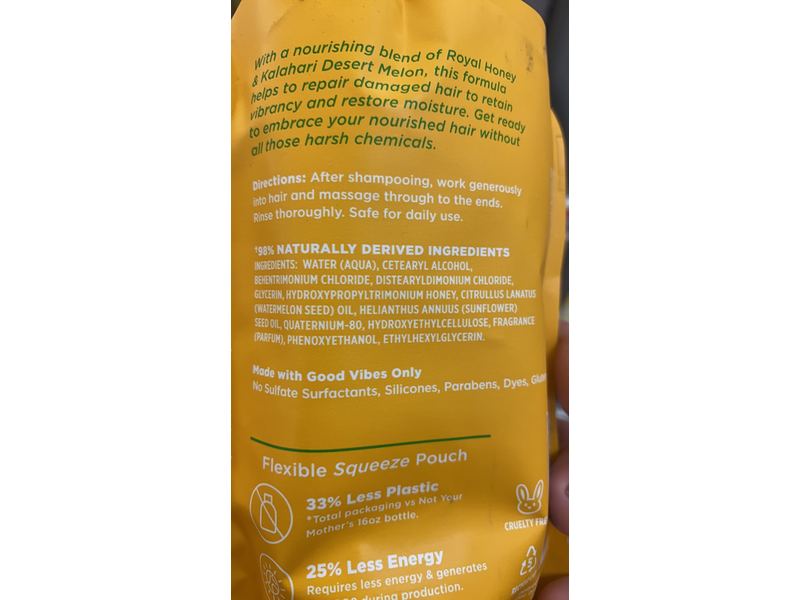 With a nourishing blend of Royal Honey
& Kalahari Desert Melon, this formula
helps to repair damaged hair to retain
vibrancy and restore moisture. Get ready
to embrace your nourished hair without
all those harsh chemicals.
Directions: After shampooing, work generously
into hair and massage through to the ends.
Rinse thoroughly. Safe for daily use.
†98% NATURALLY DERIVED INGREDIENTS
INGREDIENTS: WATER (AQUA), CETEARYL ALCOHOL,
BEHENTRIMONIUM CHLORIDE, DISTEARYLDIMONIUM CHLORIDE,
GLYCERIN, HYDROXYPROPYLTRIMONIUM HONEY, CITRULLUS LANATUS
(WATERMELON SEED) OIL, HELIANTHUS ANNUUS (SUNFLOWER)
SEED OIL, QUATERNIUM-80, HYDROXYETHYLCELLULOSE, FRAGRANCE
(PARFUM), PHENOXYETHANOL, ETHYLHEXYLGLYCERIN.
Made with Good Vibes Only
No Sulfate Surfactants, Silicones, Parabens, Dyes,
Flexible Squeeze Pouch
33% Less Plastic
*Total packaging vs Not Your
Mother's 16oz bottle.
CRUELTY
25% Less Energy
Requires less energy & generates
during production.
5